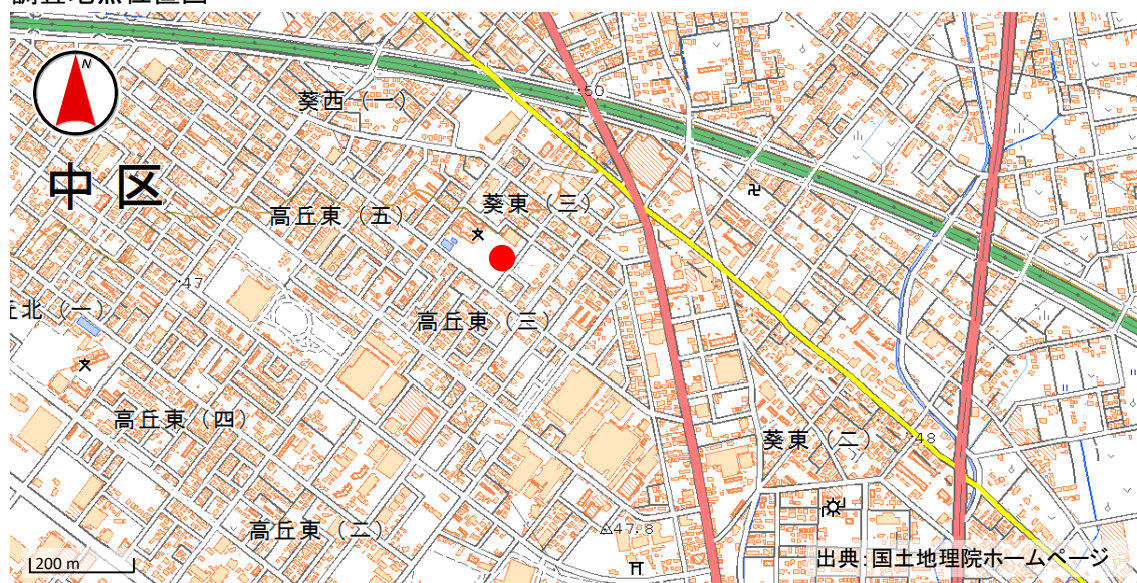 N
葵西（一）
・50
中区
葵東（三）
高丘東（五）
・47
丘北（一）
高丘東（三）
高丘東（四）
葵東（二）
・48
高丘東（二）
△47.8
200 m
出典：国土地理院ホームページ